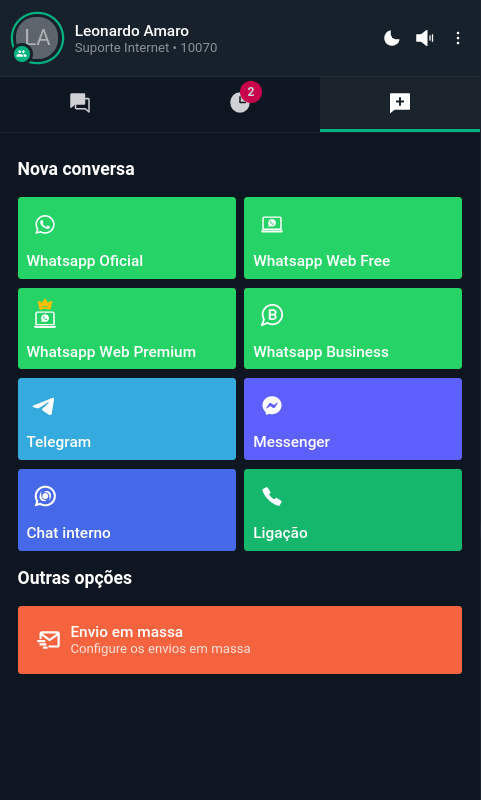 LA
Leonardo Amaro
Suporte Internet • 10070
2
Nova conversa
Whatsapp Oficial
Whatsapp Web Free
Whatsapp Web Premium
Whatsapp Business
Telegram
Messenger
Chat interno
Ligação
Outras opções
Envio em massa
Configure os envios em massa